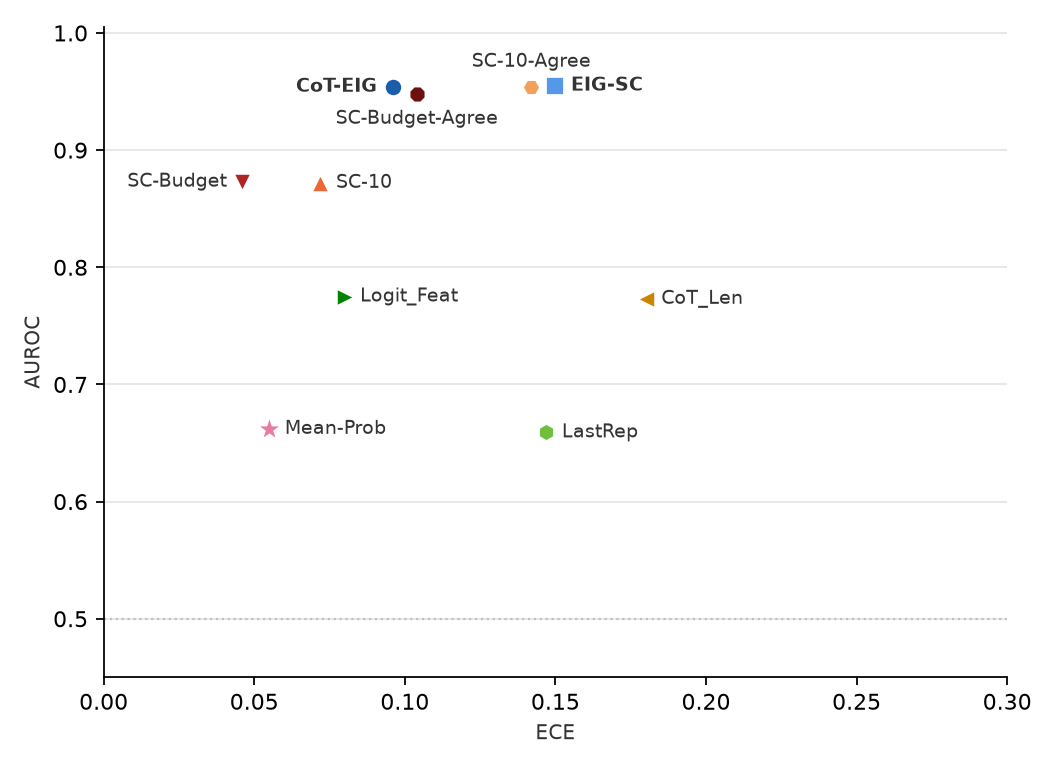 1.0
SC-10-Agree
CoT-EIG
EIG-SC
SC-Budget-Agree
0.9
SC-Budget
SC-10
0.8
Logit_Feat
CoT_Len
AUROC
0.7
Mean-Prob
LastRep
0.6
0.5
0.00 0.05 0.10 0.15 0.20 0.25 0.30
ECE